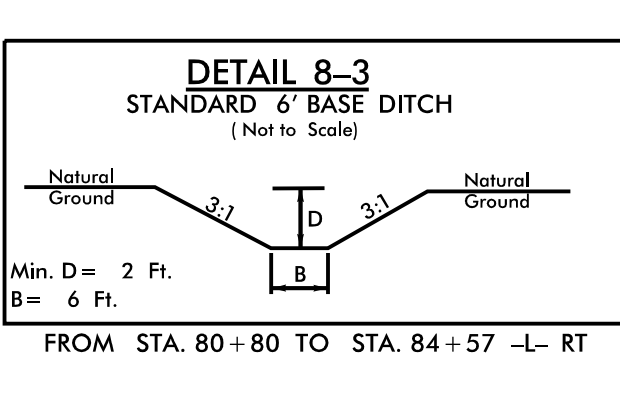 DETAIL 8–3
STANDARD 6' BASE DITCH
( Not to Scale)
Natural
Ground
3:1
D
3:1
Natural
Ground
Min. D = 2 Ft.
B = 6 Ft.
B
FROM STA. 80+80 TO STA. 84+57 –L– RT